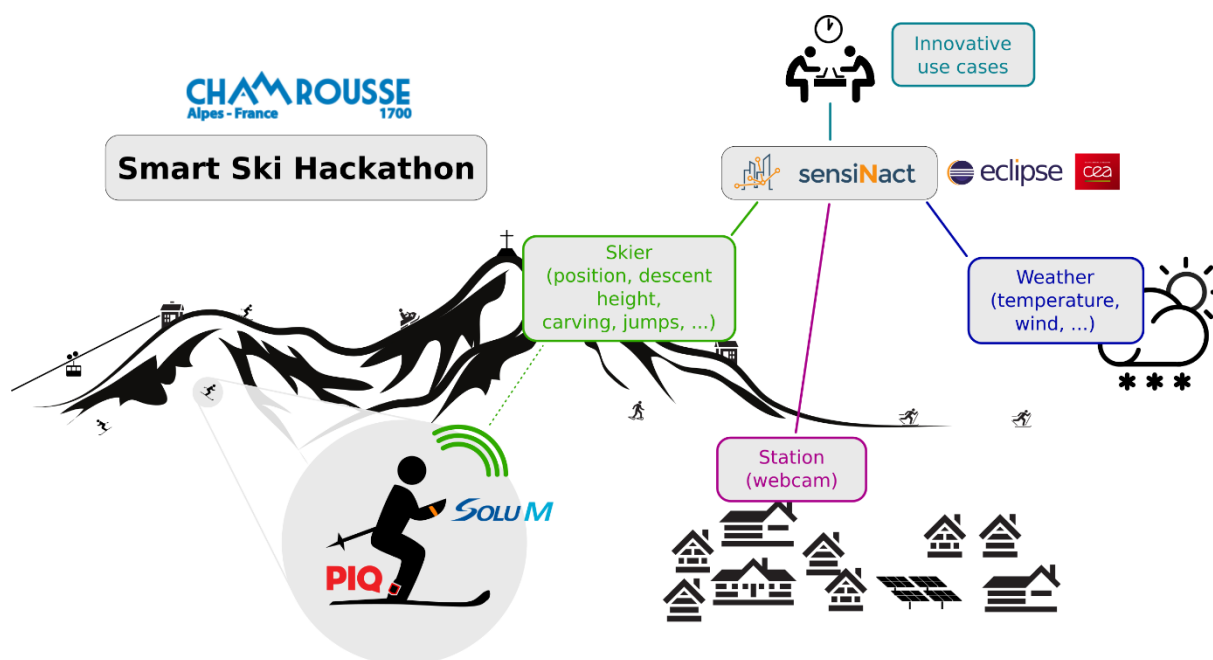 CHAMROUSSE
Alpes - France 1700
Smart Ski Hackathon
Innovative
use cases
sensiNact
eclipse
cea
Skier
(position, descent
height,
carving, jumps, ...)
Weather
(temperature,
wind, ...)
Station
(webcam)
SOLU M
PIQ